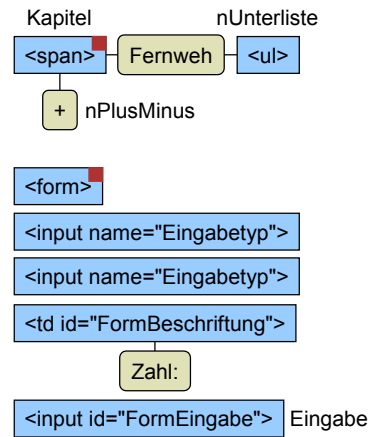 Kapitel nUnterliste
<span> Fernweh <ul>
+ nPlusMinus
<form>
<input name="Eingabetyp">
<input name="Eingabetyp">
<td id="FormBeschriftung">
Zahl:
<input id="FormEingabe"> Eingabe